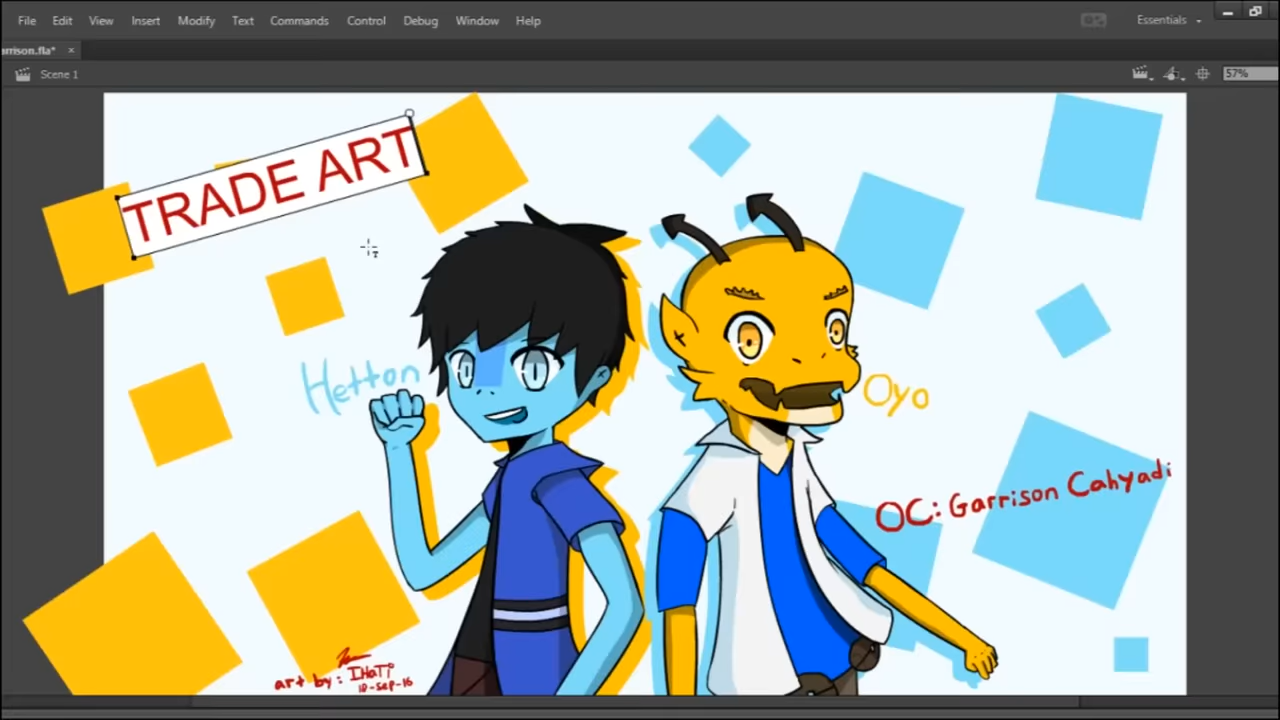 File Edit View Insert Modify Text Commands Control Debug Window Help Essentials
arrison.fla*
Scene 1 57%
TRADE ART
Hetton
Oyo
OC: Garrison Cahyadi
art by: IHaTi
18-sep-16